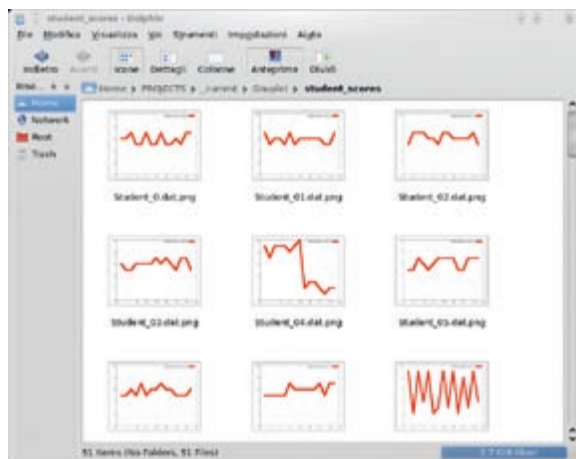 student_scores - Dolphin
File Modifica Visualizza Vai Strumenti Impostazioni Aiuto
Indietro Avanti Icone Dettagli Colonne Anteprima Dividi
Home > PROJECTS > _current > Gnuplot > student_scores
Home
Network
Root
Trash
Student_0.dat.png
Student_01.dat.png
Student_02.dat.png
Student_03.dat.png
Student_04.dat.png
Student_05.dat.png
51 Items (No Folders, 51 Files)